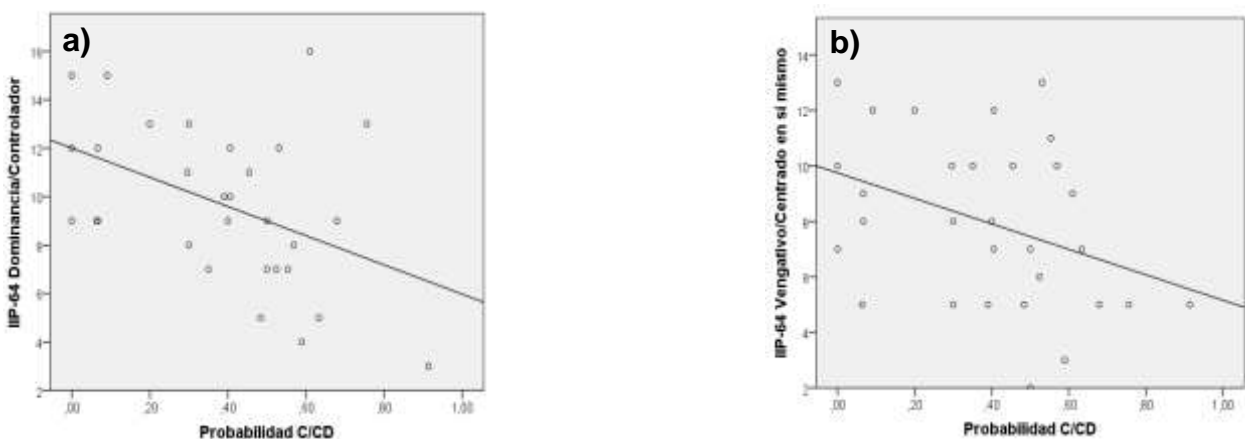 a)
IIP-64 Dominancia/Controlador
16
14
12
10
8
6
4
2
,00 ,20 ,40 ,60 ,80 1,00
Probabilidad C/CD
b)
IIP-64 Vengativo/Centrado en sí mismo
14
12
10
8
6
4
2
,00 ,20 ,40 ,60 ,80 1,00
Probabilidad C/CD